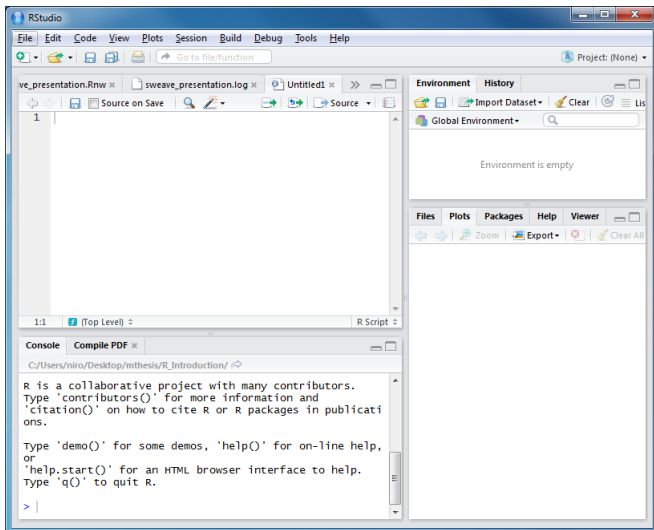 RStudio
File Edit Code View Plots Session Build Debug Tools Help
Go to file/function Project: (None)
ve_presentation.Rnw × sweave_presentation.log × Untitled1 ×
Source on Save Source
1
1:1 (Top Level) R Script
Console Compile PDF ×
C:/Users/niro/Desktop/mthesis/R_Introduction/
R is a collaborative project with many contributors.
Type 'contributors()' for more information and
'citation()' on how to cite R or R packages in publicati
ons.
Type 'demo()' for some demos, 'help()' for on-line help,
or
'help.start()' for an HTML browser interface to help.
Type 'q()' to quit R.
>
Environment History
Import Dataset Clear Lis
Global Environment
Environment is empty
Files Plots Packages Help Viewer
Zoom Export Clear All